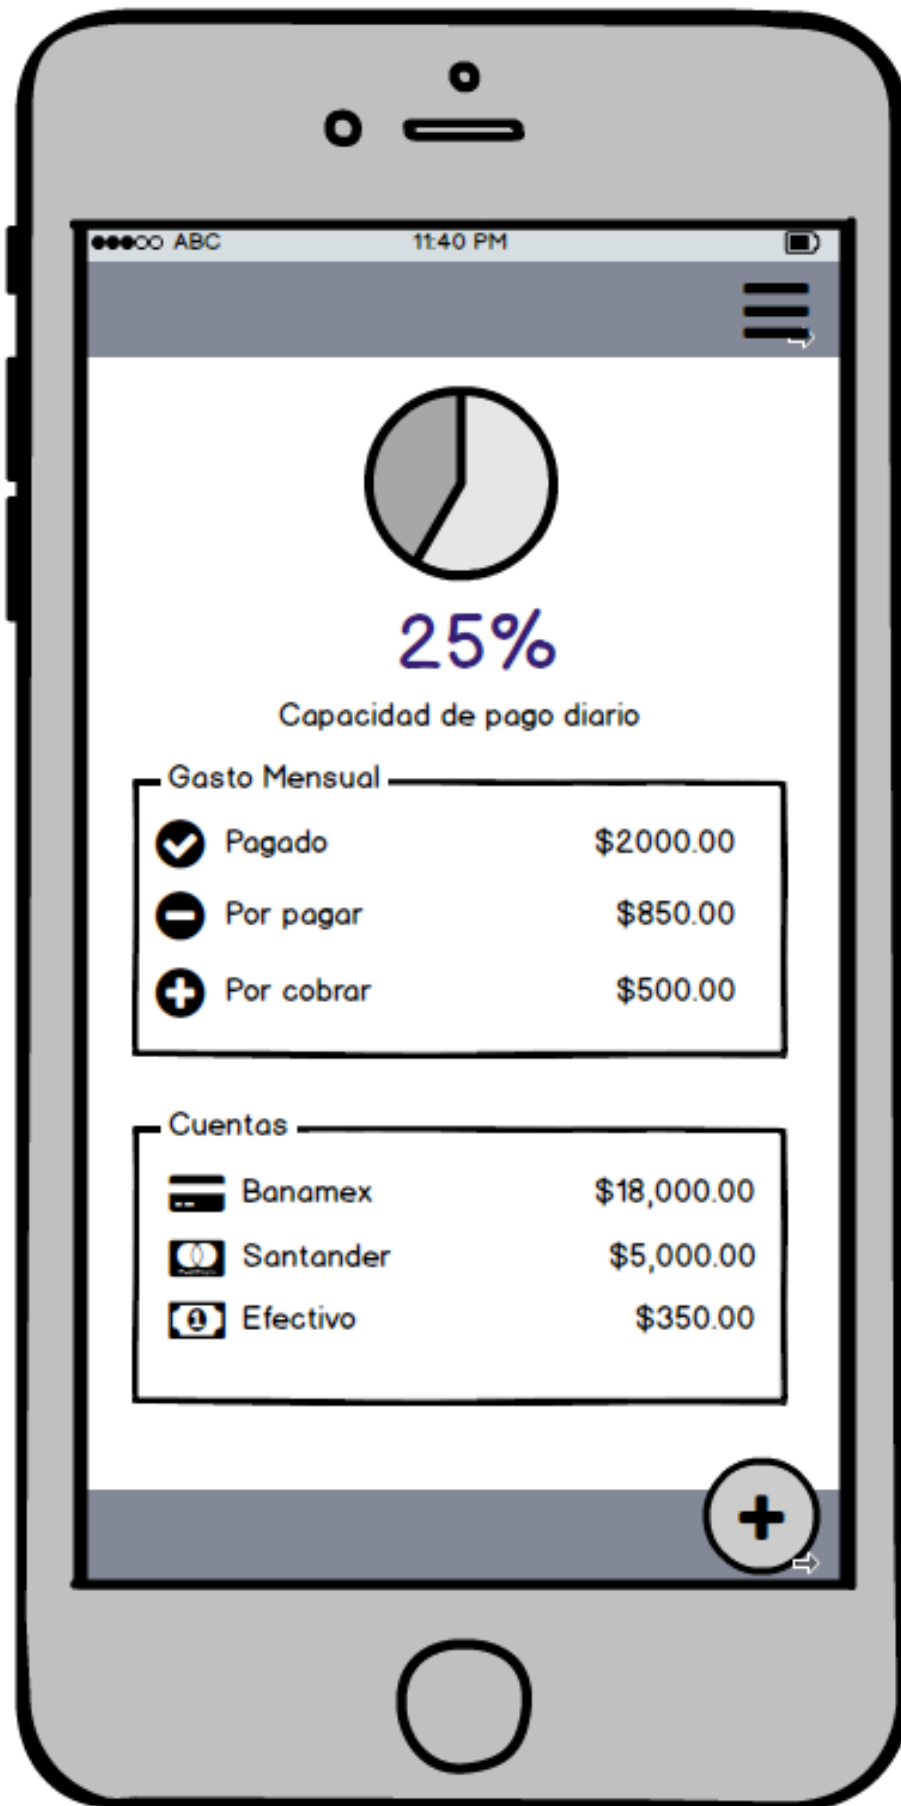 ABC 11:40 PM
25%
Capacidad de pago diario
Gasto Mensual
Pagado $2000.00
Por pagar $850.00
Por cobrar $500.00
Cuentas
Banamex $18,000.00
Santander $5,000.00
1 Efectivo $350.00